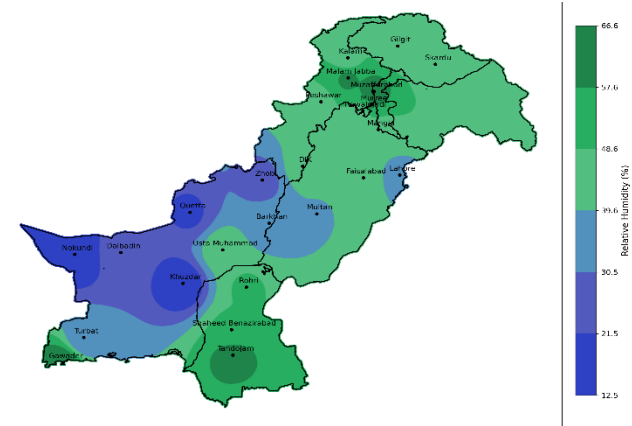 Gilgit
Kalam
Skardu
Malam Jabba
Muzaffarabad
Peshawar
Murree
Rawalpindi
Mangla
DIK
Faisalabad
Lahore
Zhob
Quetta
Multan
Barkhan
Usta Muhammad
Nokundi
Dalbadin
Khuzdar
Rohri
Turbat
Shaheed Benazirabad
Tandojam
Gawader
66.6
57.6
48.6
39.6
30.5
21.5
12.5
Relative Humidity (%)